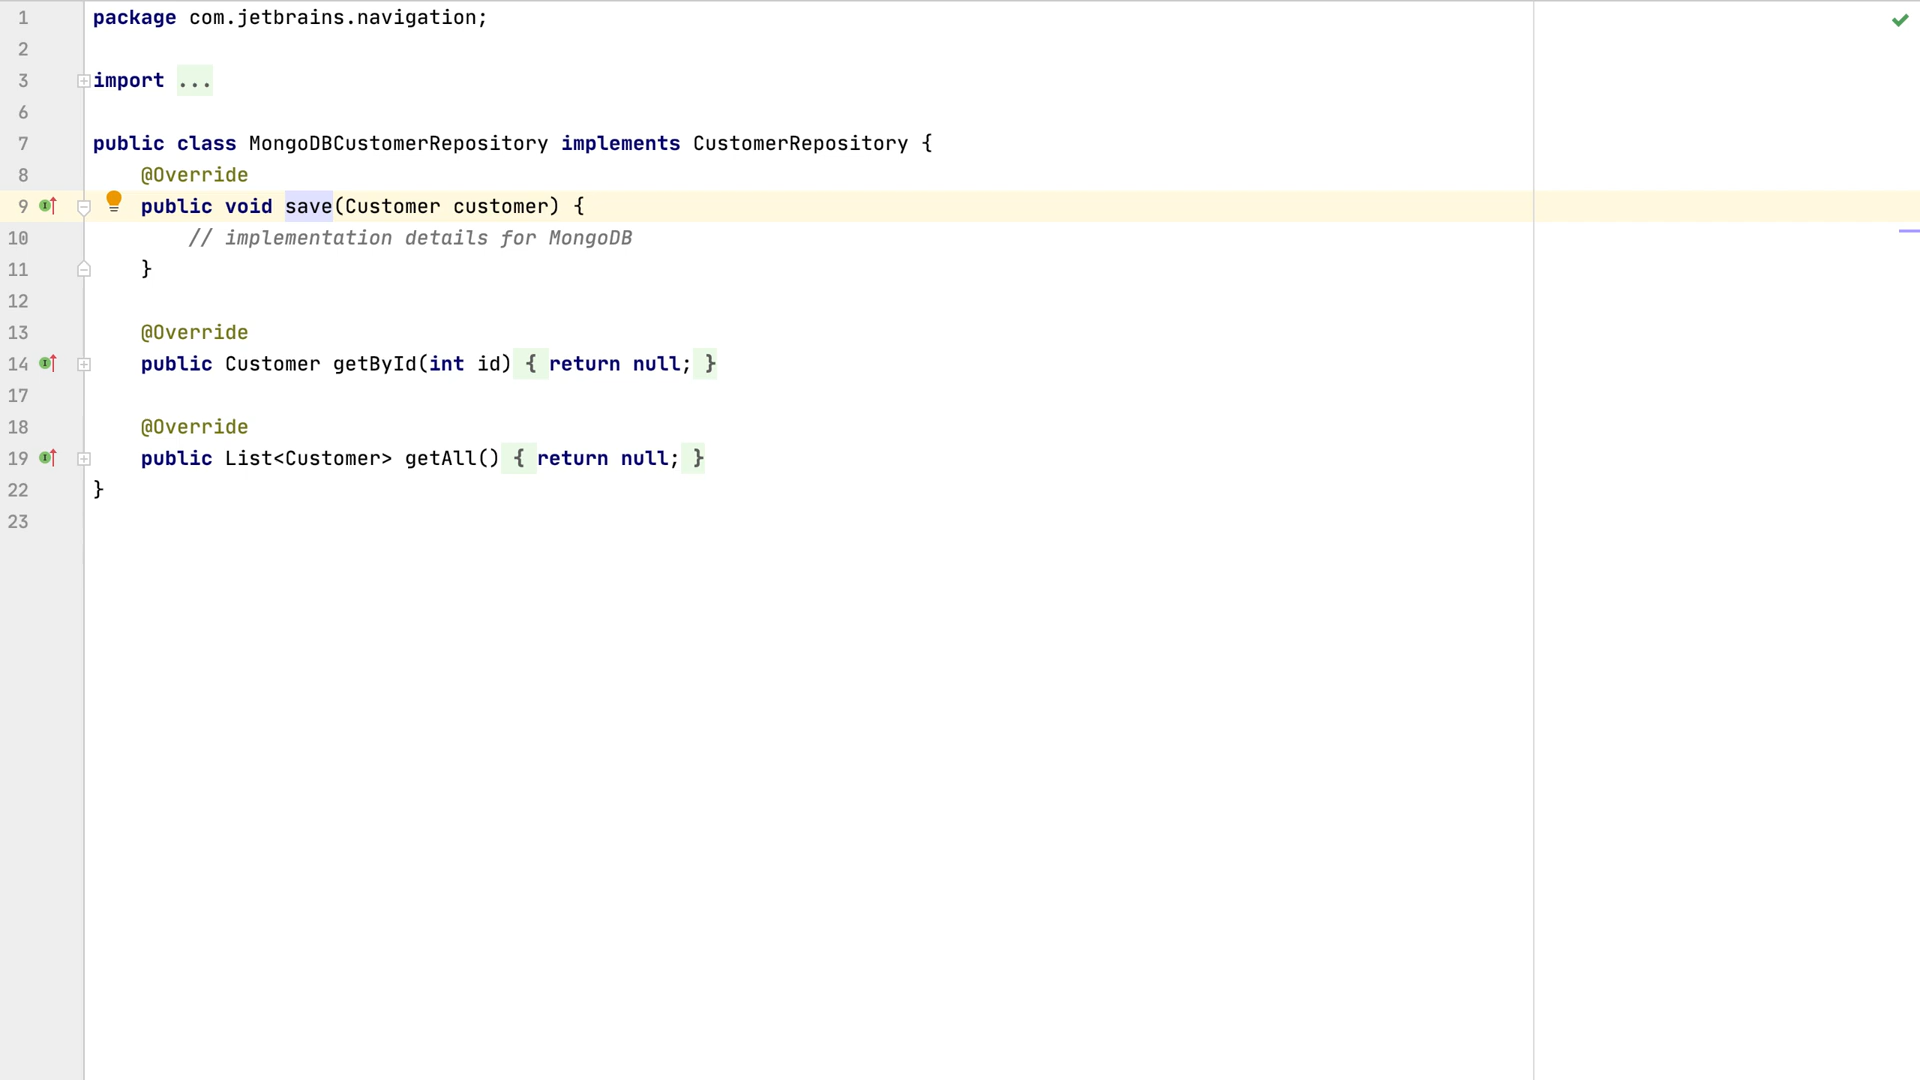 1 package com.jetbrains.navigation;
2
3 import ...
6
7 public class MongoDBCustomerRepository implements CustomerRepository {
8 @Override
9 public void save(Customer customer) {
10 // implementation details for MongoDB
11 }
12
13 @Override
14 public Customer getById(int id) { return null; }
17
18 @Override
19 public List<Customer> getAll() { return null; }
22 }
23